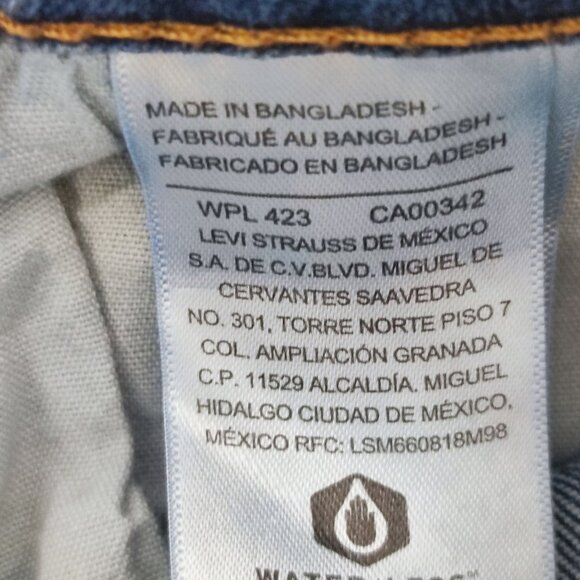 MADE IN BANGLADESH -
FABRIQUÉ AU BANGLADESH -
FABRICADO EN BANGLADESH
WPL 423 CA00342
LEVI STRAUSS DE MÉXICO
S.A. DE C.V.BLVD. MIGUEL DE
CERVANTES SAAVEDRA
NO. 301, TORRE NORTE PISO 7
COL. AMPLIACIÓN GRANADA
C.P. 11529 ALCALDÍA. MIGUEL
HIDALGO CIUDAD DE MÉXICO,
MÉXICO RFC: LSM660818M98